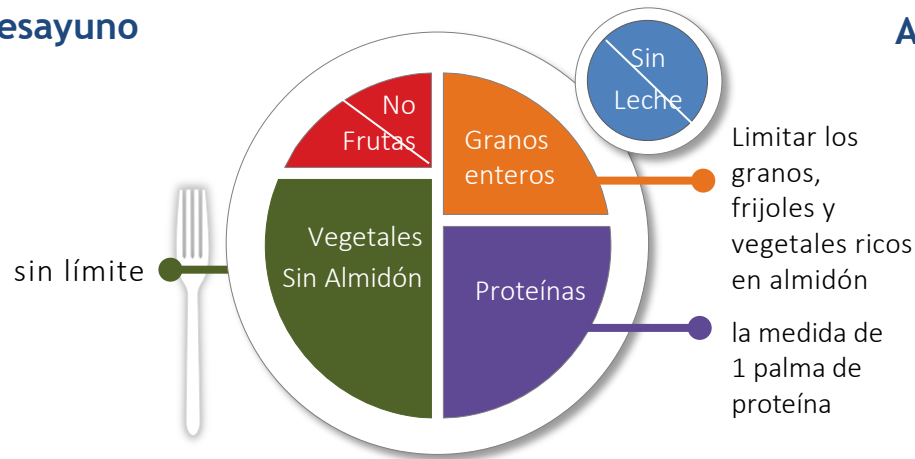 esayuno
A
Sin
Leche
No
Frutas
Granos
enteros
Limitar los
granos,
frijoles y
vegetales ricos
en almidón
Vegetales
Sin Almidón
sin límite
Proteínas
la medida de
1 palma de
proteína